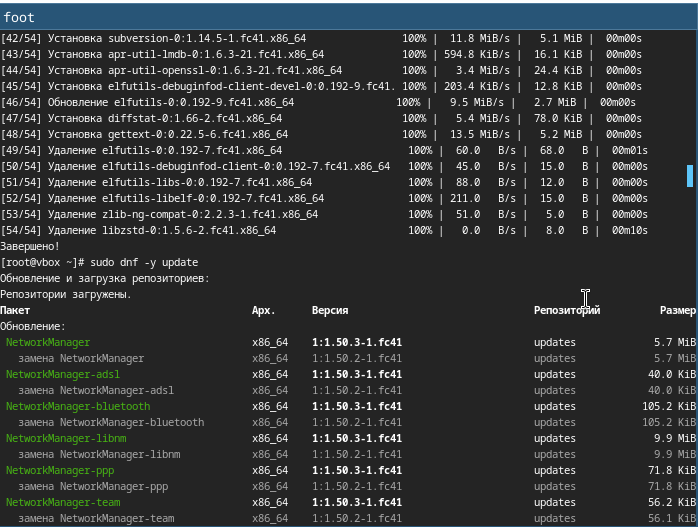 foot
[42/54] Установка subversion-0:1.14.5-1.fc41.x86_64 100% | 11.8 MiB/s | 5.1 MiB | 00m00s
[43/54] Установка apr-util-lmdb-0:1.6.3-21.fc41.x86_64 100% | 594.8 KiB/s | 16.1 KiB | 00m00s
[44/54] Установка apr-util-openssl-0:1.6.3-21.fc41.x86_64 100% | 3.4 MiB/s | 24.4 KiB | 00m00s
[45/54] Установка elfutils-debuginfod-client-devel-0:0.192-9.fc41. 100% | 203.4 KiB/s | 12.8 KiB | 00m00s
[46/54] Обновление elfutils-0:0.192-9.fc41.x86_64 100% | 9.5 MiB/s | 2.7 MiB | 00m00s
[47/54] Установка diffstat-0:1.66-2.fc41.x86_64 100% | 5.4 MiB/s | 78.0 KiB | 00m00s
[48/54] Установка gettext-0:0.22.5-6.fc41.x86_64 100% | 13.5 MiB/s | 5.2 MiB | 00m00s
[49/54] Удаление elfutils-0:0.192-7.fc41.x86_64 100% | 60.0 B/s | 68.0 B | 00m01s
[50/54] Удаление elfutils-debuginfod-client-0:0.192-7.fc41.x86_64 100% | 45.0 B/s | 15.0 B | 00m00s
[51/54] Удаление elfutils-libs-0:0.192-7.fc41.x86_64 100% | 88.0 B/s | 12.0 B | 00m00s
[52/54] Удаление elfutils-libelf-0:0.192-7.fc41.x86_64 100% | 211.0 B/s | 15.0 B | 00m00s
[53/54] Удаление zlib-ng-compat-0:2.2.3-1.fc41.x86_64 100% | 51.0 B/s | 5.0 B | 00m00s
[54/54] Удаление libzstd-0:1.5.6-2.fc41.x86_64 100% | 0.0 B/s | 8.0 B | 00m10s
Завершено!
[root@vbox ~]# sudo dnf -y update
Обновление и загрузка репозиториев:
Репозитории загружены.
Пакет Арх. Версия Репозиторий Размер
Обновление:
NetworkManager x86_64 1:1.50.3-1.fc41 updates 5.7 MiB
замена NetworkManager x86_64 1:1.50.2-1.fc41 updates 5.7 MiB
NetworkManager-adsl x86_64 1:1.50.3-1.fc41 updates 40.0 KiB
замена NetworkManager-adsl x86_64 1:1.50.2-1.fc41 updates 40.0 KiB
NetworkManager-bluetooth x86_64 1:1.50.3-1.fc41 updates 105.2 KiB
замена NetworkManager-bluetooth x86_64 1:1.50.2-1.fc41 updates 105.2 KiB
NetworkManager-libnm x86_64 1:1.50.3-1.fc41 updates 9.9 MiB
замена NetworkManager-libnm x86_64 1:1.50.2-1.fc41 updates 9.9 MiB
NetworkManager-ppp x86_64 1:1.50.3-1.fc41 updates 71.8 KiB
замена NetworkManager-ppp x86_64 1:1.50.2-1.fc41 updates 71.8 KiB
NetworkManager-team x86_64 1:1.50.3-1.fc41 updates 56.2 KiB
замена NetworkManager-team x86_64 1:1.50.2-1.fc41 updates 56.1 KiB